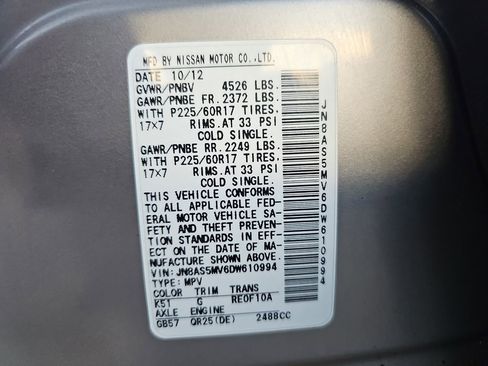 MFD BY NISSAN MOTOR CO.,LTD.
DATE 10/12
GVWR/PNBV 4526 LBS.
GAWR/PNBE FR. 2372 LBS.
WITH P225/60R17 TIRES,
17×7 RIMS.AT 33 PSI
COLD SINGLE.
GAWR/PNBE RR. 2249 LBS.
WITH P225/60R17 TIRES,
17×7 RIMS.AT 33 PSI
COLD SINGLE.
THIS VEHICLE CONFORMS
TO ALL APPLICABLE FED-
ERAL MOTOR VEHICLE SA-
FETY AND THEFT PREVEN-
TION STANDARDS IN EFF-
ECT ON THE DATE OF MA-
NUFACTURE SHOWN ABOVE.
VIN: JN8AS5MV6DW610994
TYPE: MPV
COLOR TRIM TRANS
K51 G RE0F10A
AXLE ENGINE
GB57 QR25(DE) 2488CC
JN8AS5MV6DW610994